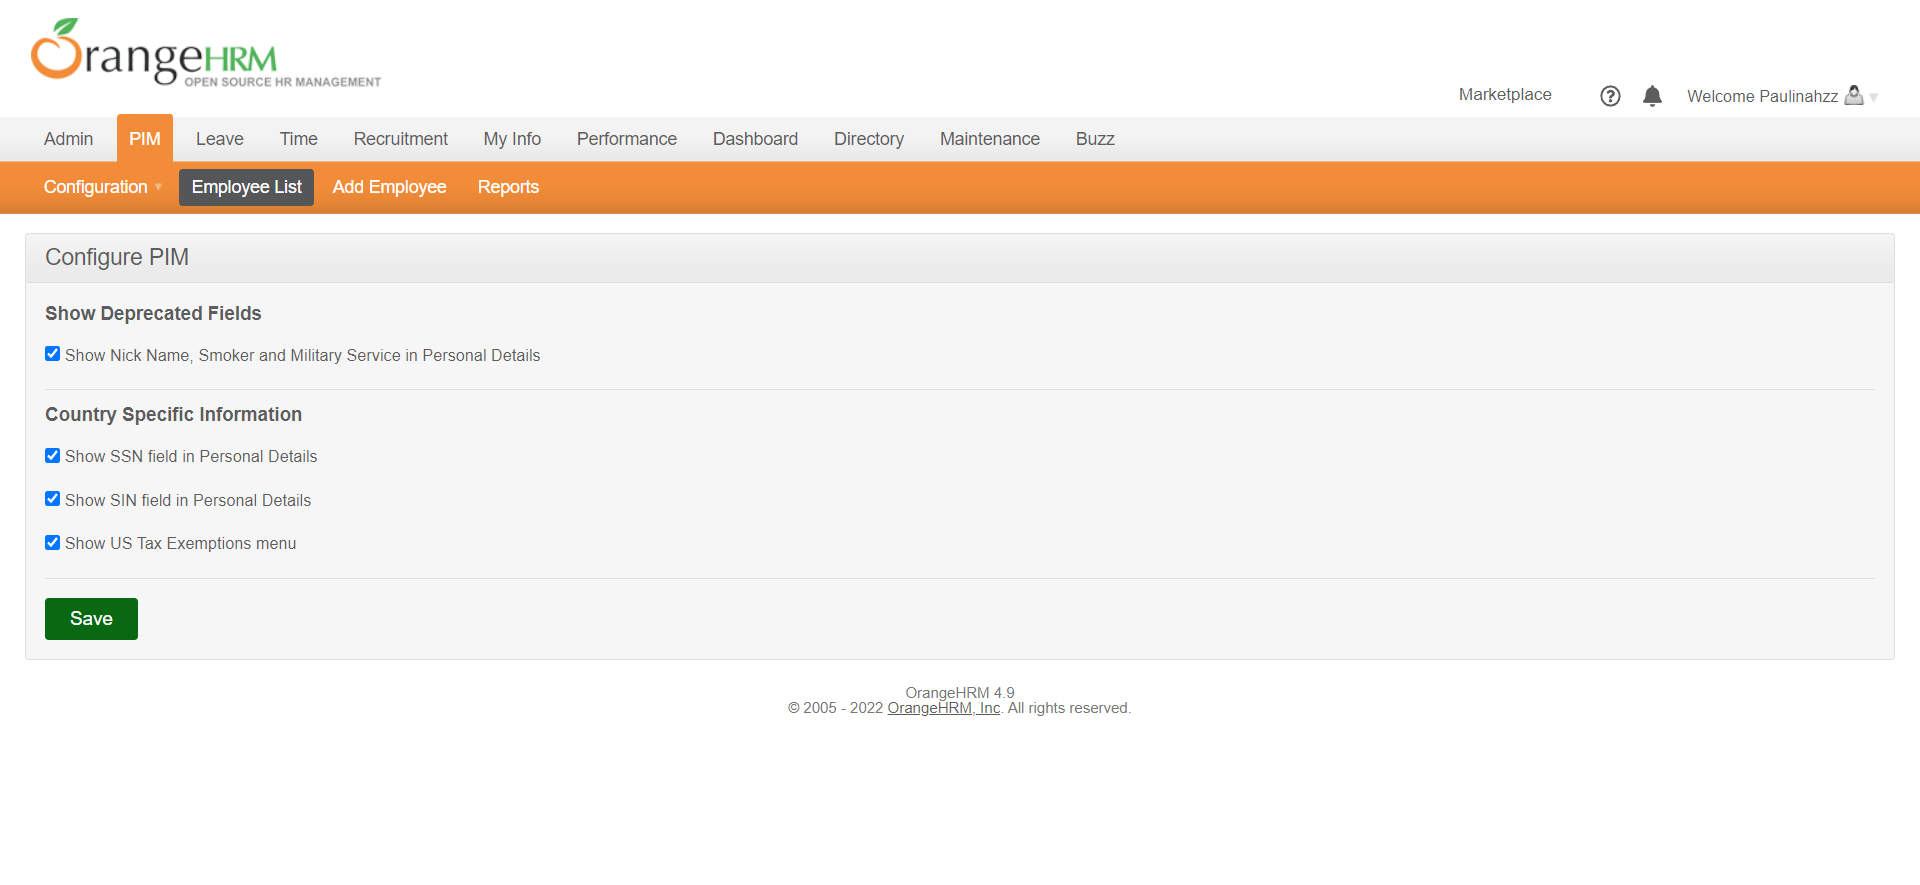 OrangeHRM
OPEN SOURCE HR MANAGEMENT
Marketplace
Welcome Paulinahzz
Admin PIM Leave Time Recruitment My Info Performance Dashboard Directory Maintenance Buzz
Configuration Employee List Add Employee Reports
Configure PIM
Show Deprecated Fields
Show Nick Name, Smoker and Military Service in Personal Details
Country Specific Information
Show SSN field in Personal Details
Show SIN field in Personal Details
Show US Tax Exemptions menu
Save
OrangeHRM 4.9
© 2005 - 2022 OrangeHRM, Inc. All rights reserved.